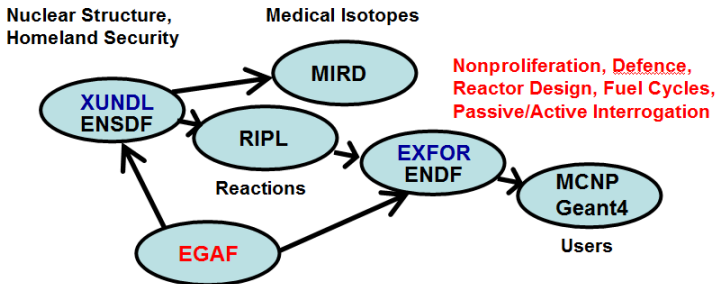 Nuclear Structure,
Homeland Security
Medical Isotopes
MIRD
Nonproliferation, Defence,
Reactor Design, Fuel Cycles,
Passive/Active Interrogation
XUNDL
ENSDF
RIPL
Reactions
EXFOR
ENDF
MCNP
Geant4
Users
EGAF